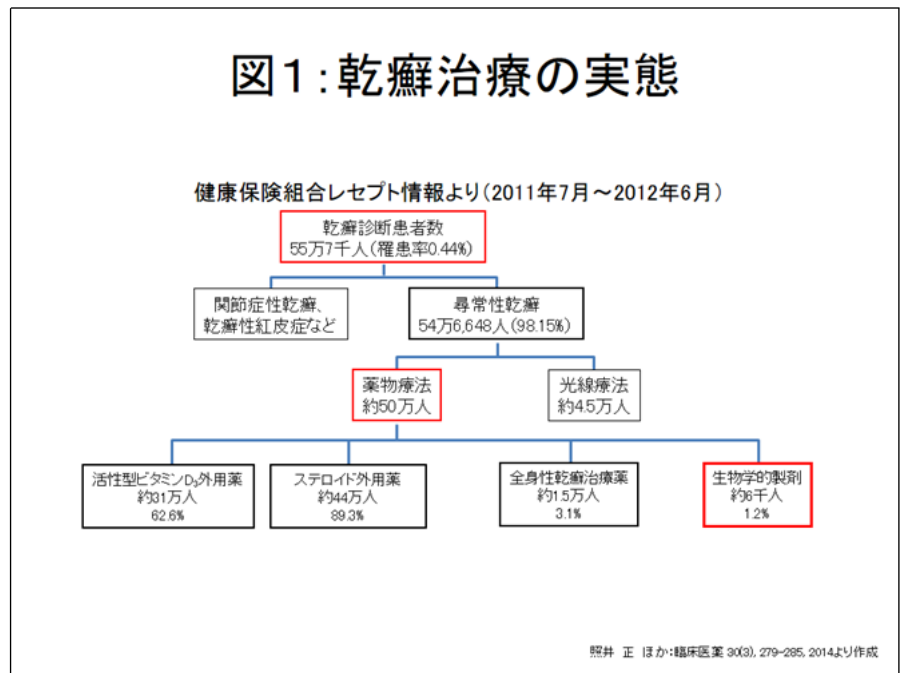 図1:乾癬治療の実態
健康保険組合レセプト情報より(2011年7月~2012年6月)
乾癬診断患者数
55万7千人(罹患率0.44%)
関節症性乾癬、
乾癬性紅皮症など
尋常性乾癬
54万6,648人(98.15%)
薬物療法
約50万人
光線療法
約4.5万人
活性型ビタミンD₃外用薬
約31万人
62.6%
ステロイド外用薬
約44万人
89.3%
全身性乾癬治療薬
約1.5万人
3.1%
生物学的製剤
約6千人
1.2%
照井 正 ほか:臨床医薬 30(3), 279-285, 2014より作成